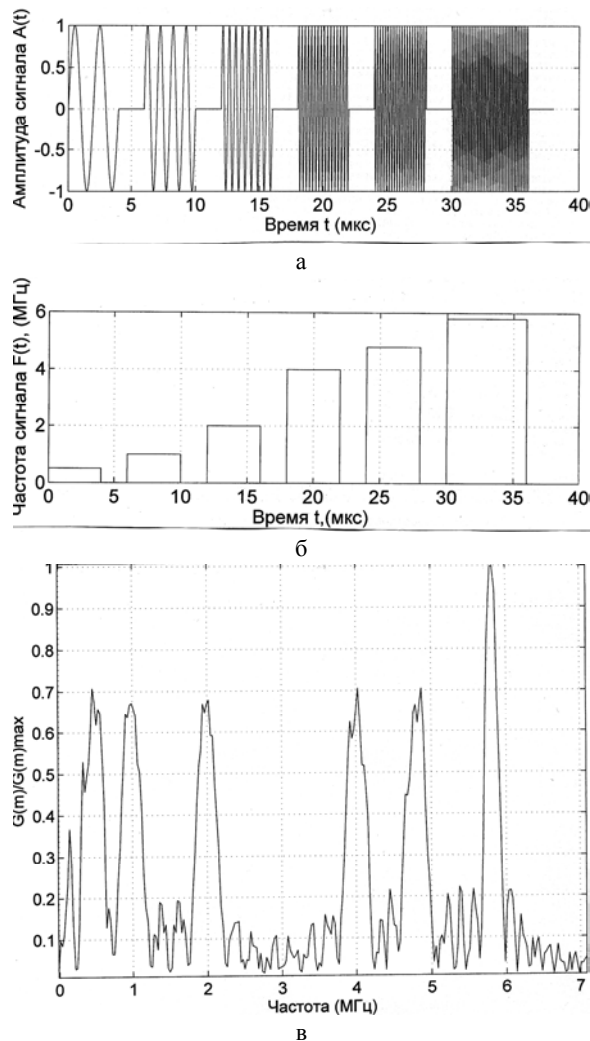 Амплитуда сигнала A(t)
1
0.5
0
-0.5
-1
0 5 10 15 20 25 30 35 40
Время t (мкс)
а
Частота сигнала F(t), (МГц)
6
4
2
0
0 5 10 15 20 25 30 35 40
Время t,(мкс)
б
G(m)/G(m)max
1
0.9
0.8
0.7
0.6
0.5
0.4
0.3
0.2
0.1
0 1 2 3 4 5 6 7
Частота (МГц)
в